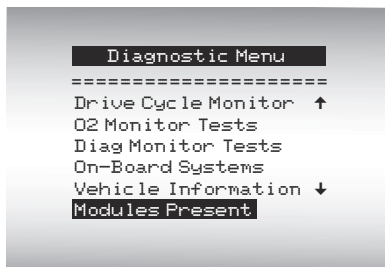 Diagnostic Menu
=====================
Drive Cycle Monitor ↑
O2 Monitor Tests
Diag Monitor Tests
On-Board Systems
Vehicle Information ↓
Modules Present